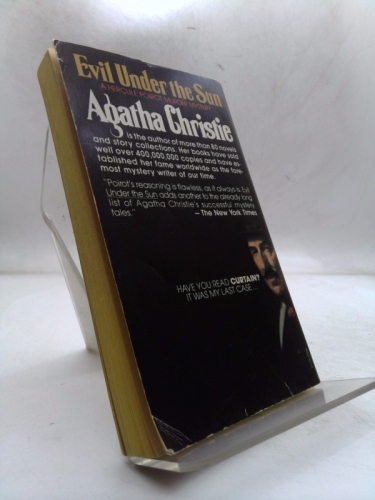 Evil Under the Sun
A HERCULE POIROT MURDER MYSTERY
Agatha Christie
is the author of more than 80 novels
and story collections. Her books have sold
well over 400,000,000 copies and have es-
tablished her fame worldwide as the fore-
most mystery writer of our time.
"Poirot's reasoning is flawless, as it always is. Evil
Under the Sun adds another to the already long
list of Agatha Christie's successful mystery
tales."
— The New York Times
HAVE YOU READ CURTAIN?
IT WAS MY LAST CASE...